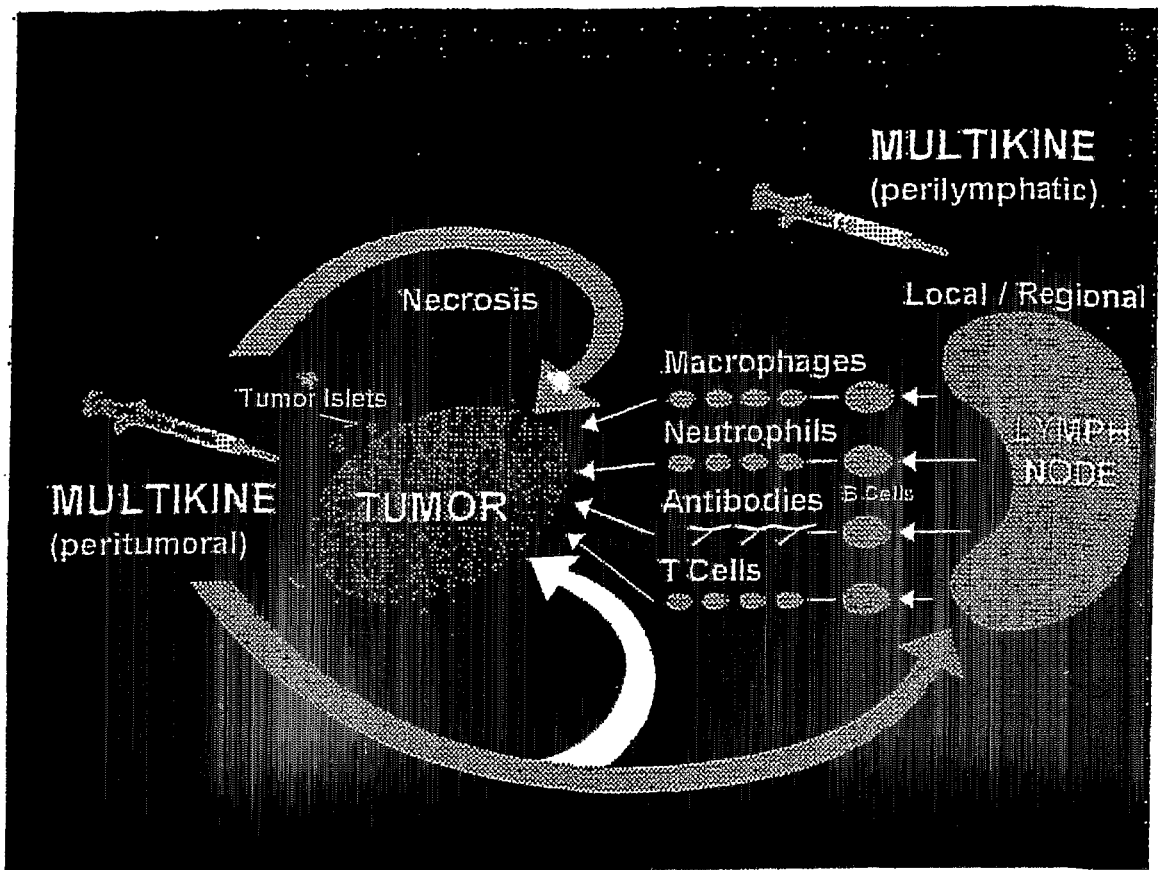 MULTIKINE
(perilymphatic)
Necrosis
Local / Regional
Macrophages
Tumor Islets
Neutrophils
LYMPH
NODE
MULTIKINE
(peritumoral)
TUMOR
Antibodies
B Cells
T Cells